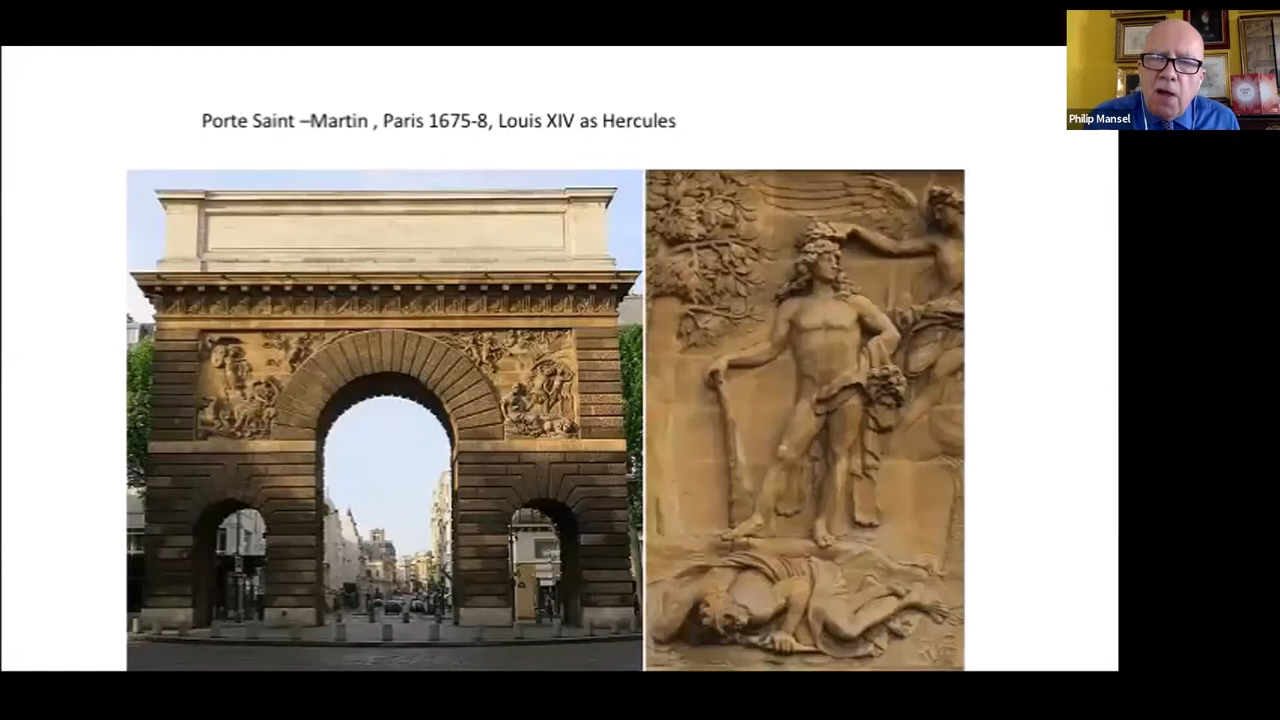 Porte Saint –Martin , Paris 1675-8, Louis XIV as Hercules
Philip Mansel